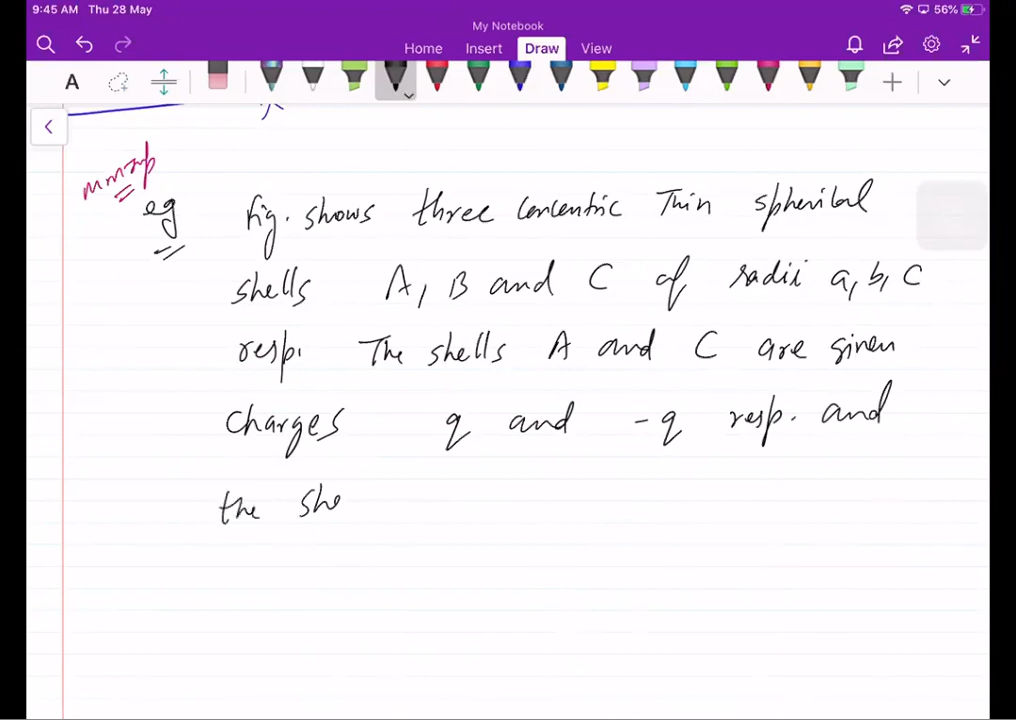 9:45 AM Thu 28 May
56%
My Notebook
Home Insert Draw View
A
eg fig. shows three concentric Thin spherical
shells A, B and C of radii a, b, C
resp. The shells A and C are given
charges q and -q resp. and
the she